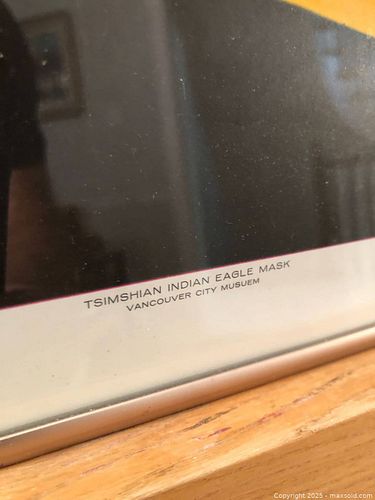 TSIMSHIAN INDIAN EAGLE MASK
VANCOUVER CITY MUSUEM
Copyright 2025 - maxsold.com